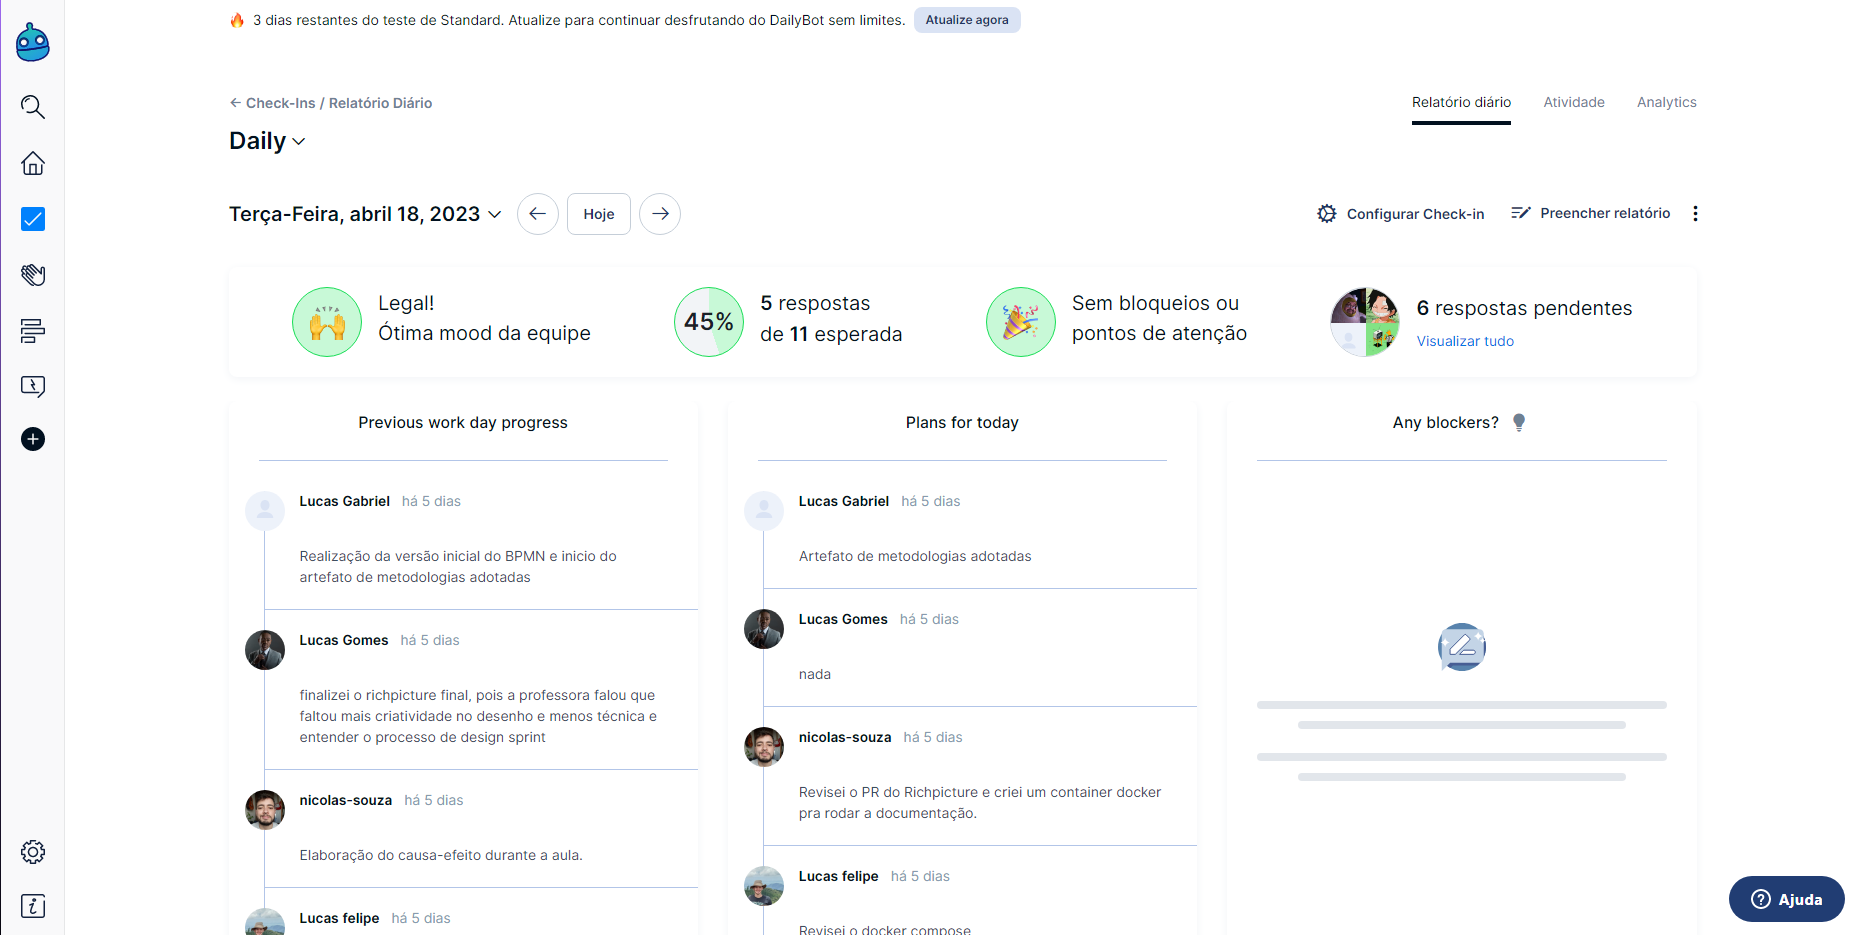 3 dias restantes do teste de Standard. Atualize para continuar desfrutando do DailyBot sem limites. Atualize agora
← Check-Ins / Relatório Diário
Relatório diário Atividade Analytics
Daily
Terça-Feira, abril 18, 2023
Hoje
Configurar Check-in
Preencher relatório
Legal!
Ótima mood da equipe
45%
5 respostas
de 11 esperada
Sem bloqueios ou
pontos de atenção
6 respostas pendentes
Visualizar tudo
Previous work day progress
Lucas Gabriel há 5 dias
Realização da versão inicial do BPMN e inicio do
artefato de metodologias adotadas
Lucas Gomes há 5 dias
finalizei o richpicture final, pois a professora falou que
faltou mais criatividade no desenho e menos técnica e
entender o processo de design sprint
nicolas-souza há 5 dias
Elaboração do causa-efeito durante a aula.
Lucas felipe há 5 dias
Plans for today
Lucas Gabriel há 5 dias
Artefato de metodologias adotadas
Lucas Gomes há 5 dias
nada
nicolas-souza há 5 dias
Revisei o PR do Richpicture e criei um container docker
pra rodar a documentação.
Lucas felipe há 5 dias
Revisei o docker compose
Any blockers?
Ajuda